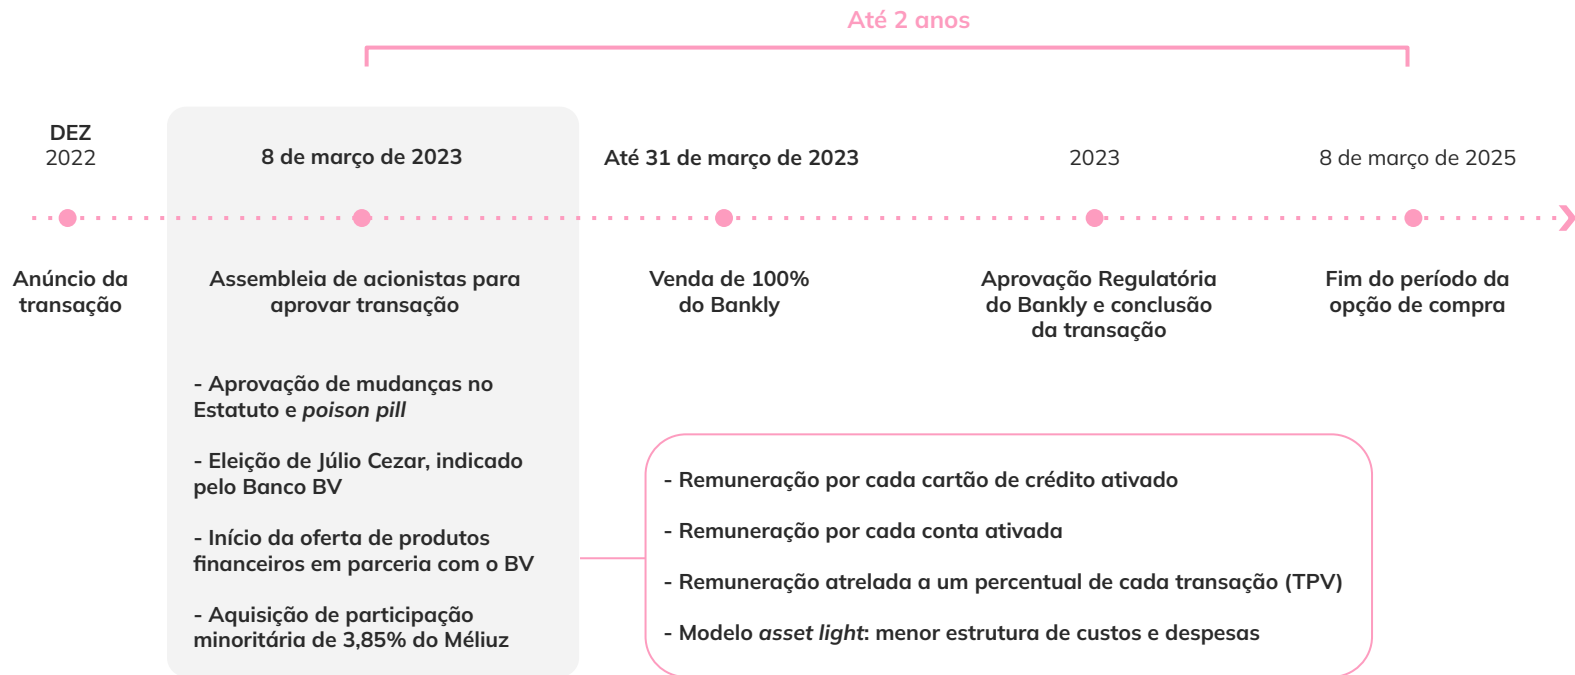 Até 2 anos
DEZ
2022
8 de março de 2023
Até 31 de março de 2023
2023
8 de março de 2025
Anúncio da
transação
Assembleia de acionistas para
aprovar transação
Venda de 100%
do Bankly
Aprovação Regulatória
do Bankly e conclusão
da transação
Fim do período da
opção de compra
- Aprovação de mudanças no
Estatuto e poison pill
- Eleição de Júlio Cezar, indicado
pelo Banco BV
- Início da oferta de produtos
financeiros em parceria com o BV
- Aquisição de participação
minoritária de 3,85% do Méliuz
- Remuneração por cada cartão de crédito ativado
- Remuneração por cada conta ativada
- Remuneração atrelada a um percentual de cada transação (TPV)
- Modelo asset light: menor estrutura de custos e despesas